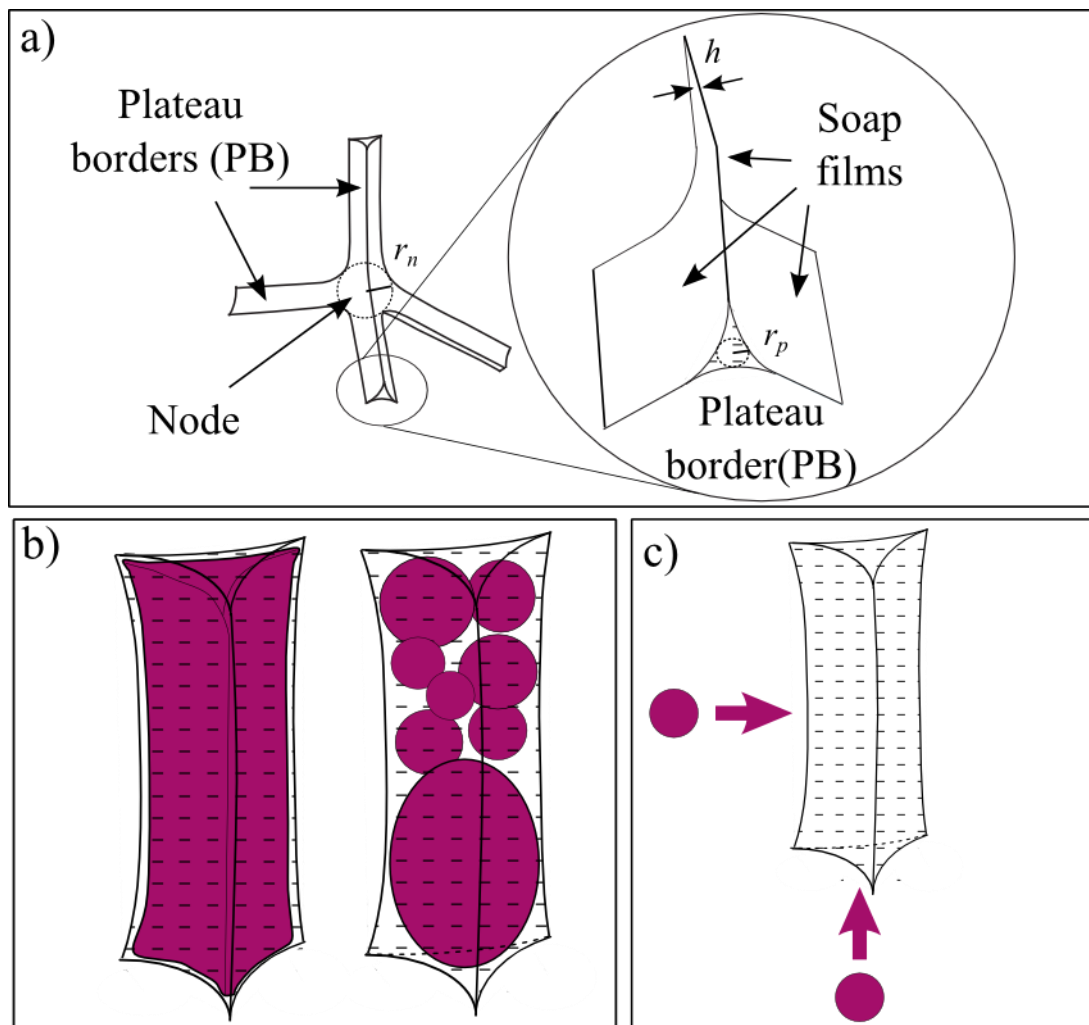 a)
Plateau
borders (PB)
Node
r_n
h
Soap
films
r_p
Plateau
border(PB)
b)
c)